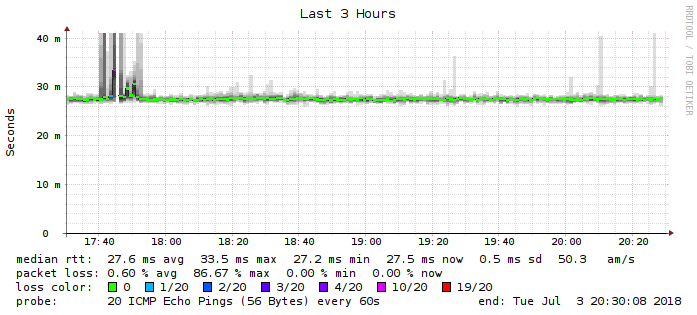 Last 3 Hours
RRDTOOL / TOBI OETIKER
Seconds
40 m
30 m
20 m
10 m
0
17:40 18:00 18:20 18:40 19:00 19:20 19:40 20:00 20:20
median rtt: 27.6 ms avg 33.5 ms max 27.2 ms min 27.5 ms now 0.5 ms sd 50.3 am/s
packet loss: 0.60 % avg 86.67 % max 0.00 % min 0.00 % now
loss color: 0 1/20 2/20 3/20 4/20 10/20 19/20
probe: 20 ICMP Echo Pings (56 Bytes) every 60s end: Tue Jul 3 20:30:08 2018